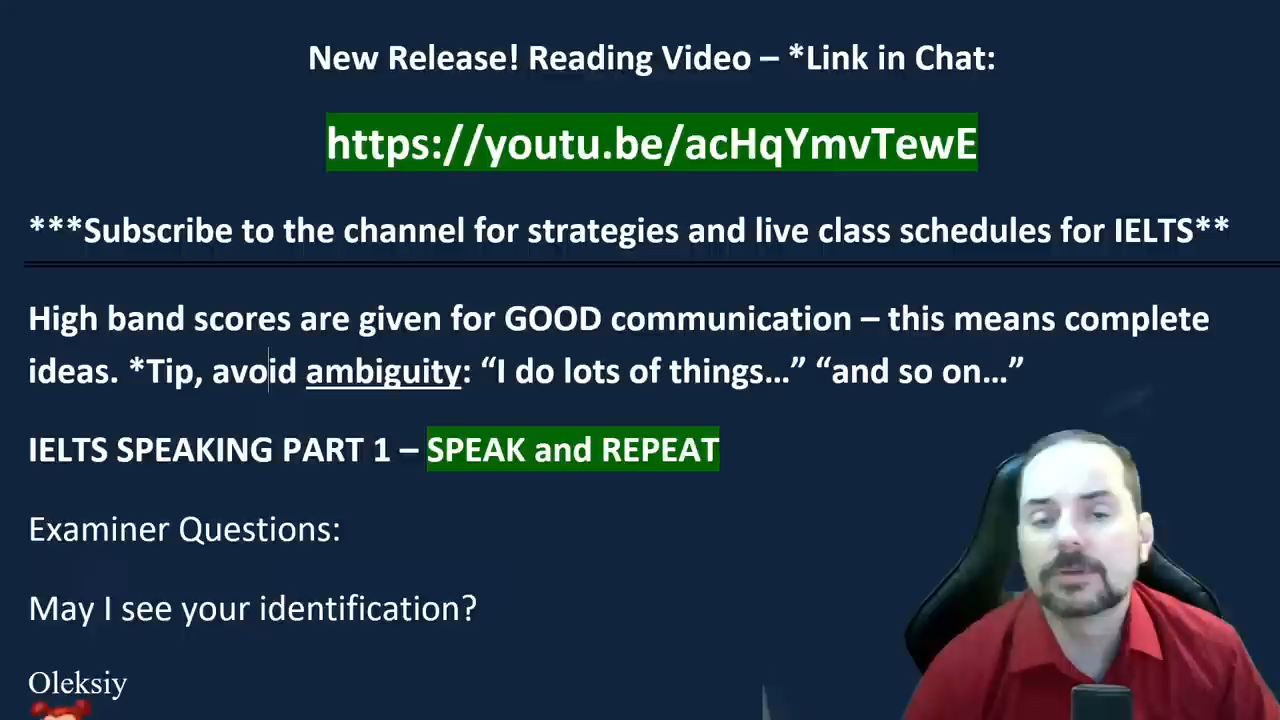 New Release! Reading Video – *Link in Chat:
https://youtu.be/acHqYmvTewE
***Subscribe to the channel for strategies and live class schedules for IELTS**
High band scores are given for GOOD communication – this means complete
ideas. *Tip, avoid ambiguity: “I do lots of things…” “and so on…”
IELTS SPEAKING PART 1 – SPEAK and REPEAT
Examiner Questions:
May I see your identification?
Oleksiy